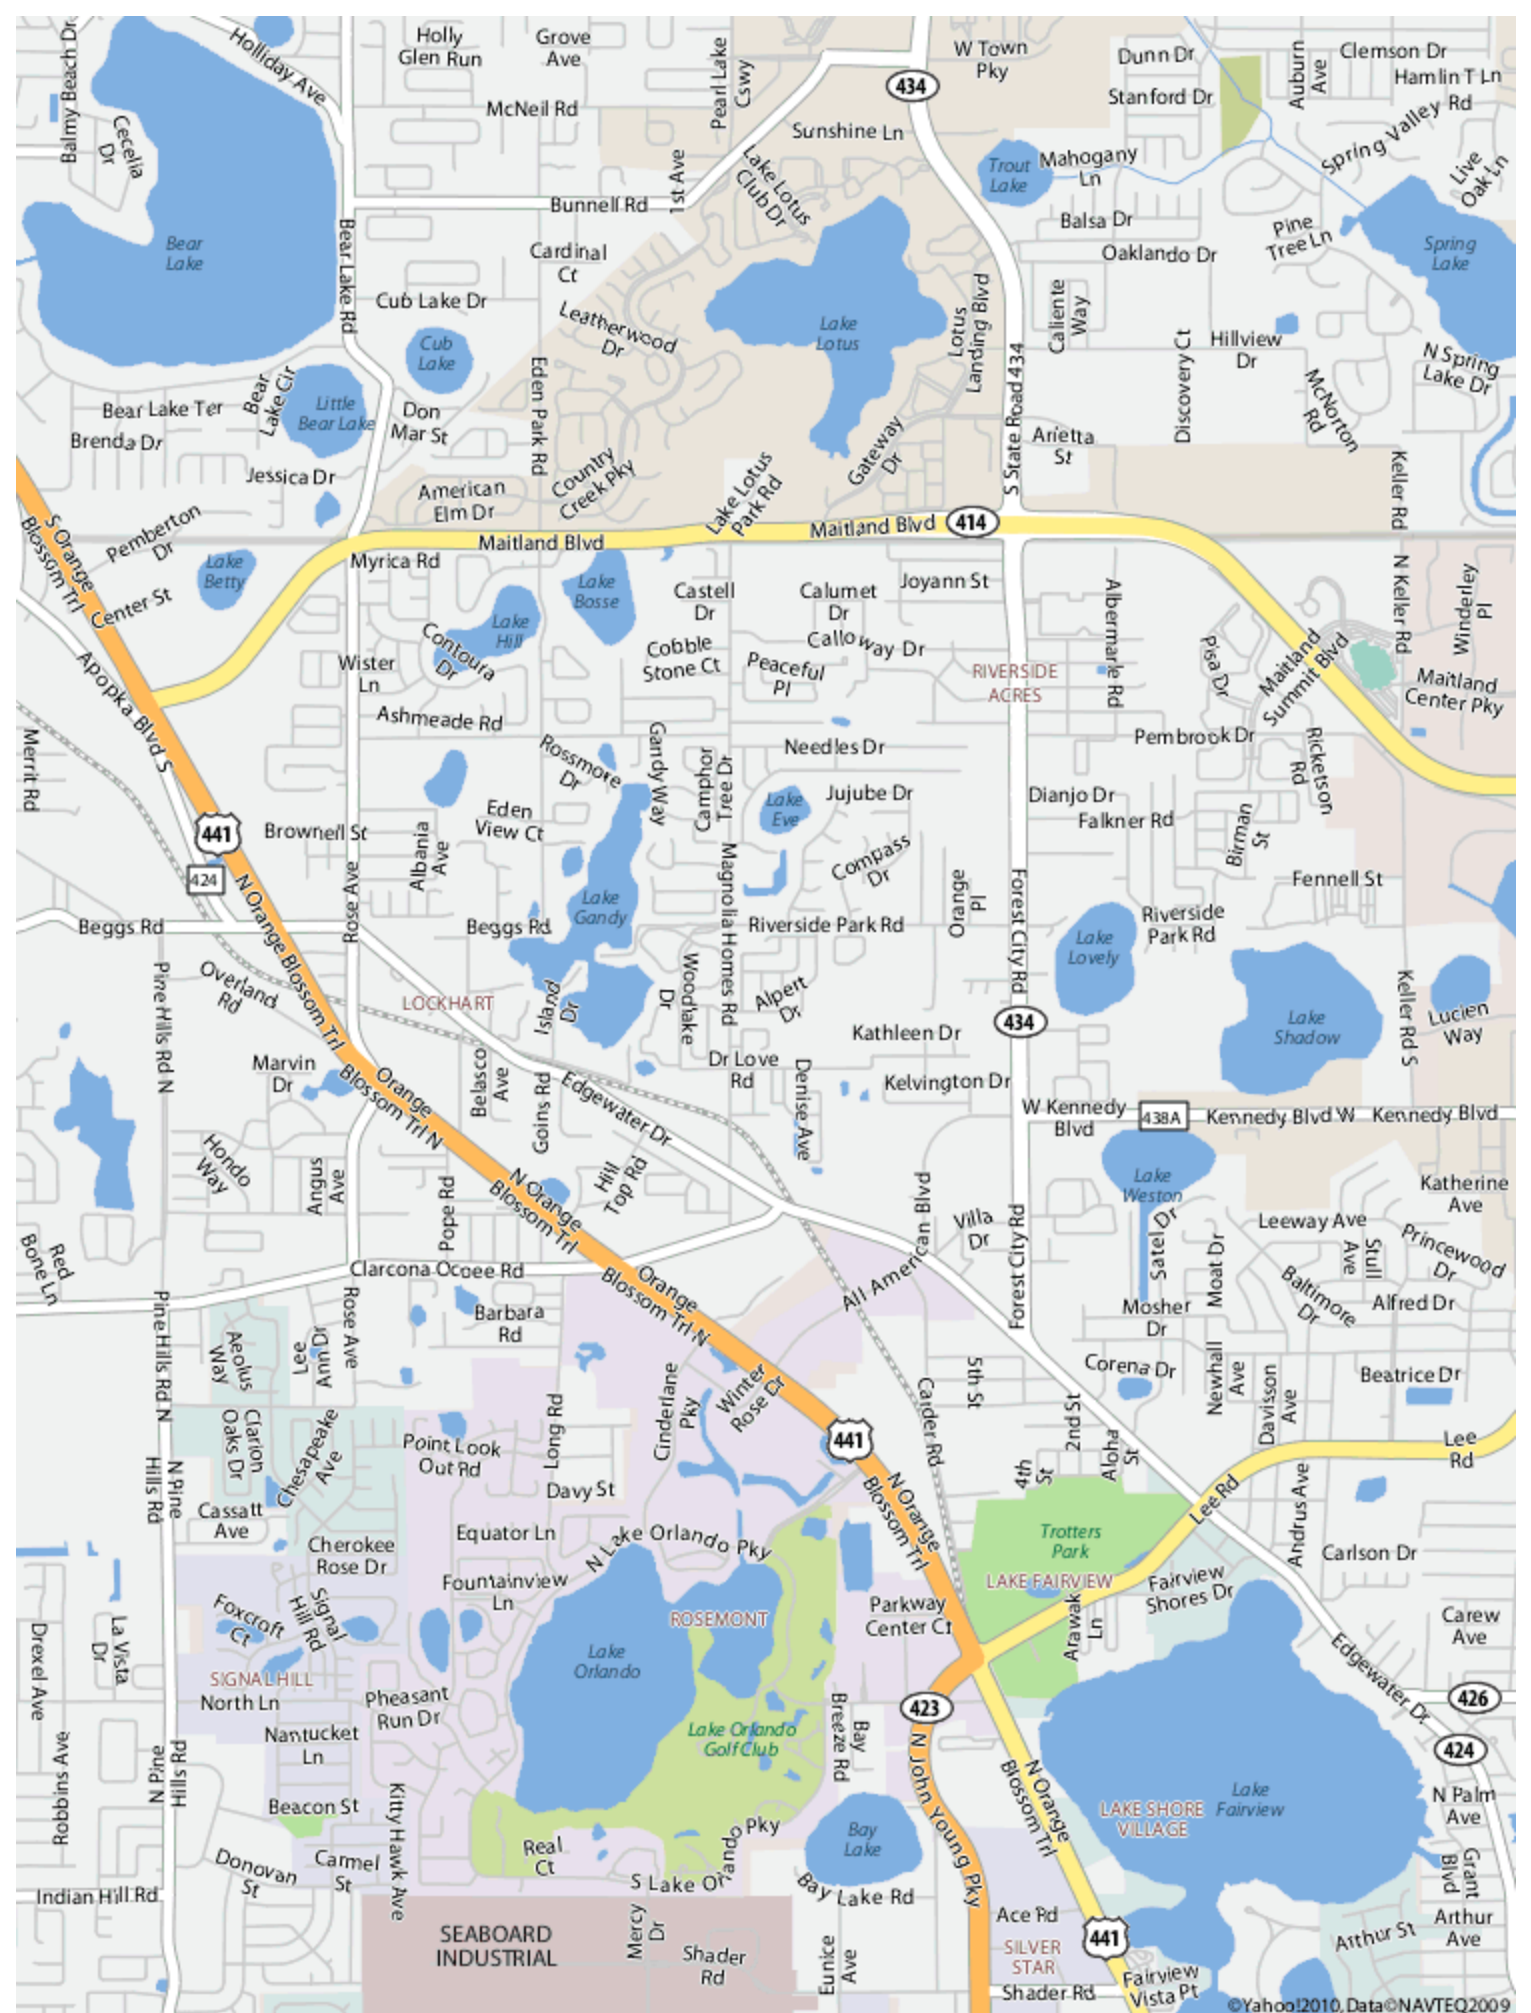 Balmy Beach Dr
Holliday Ave
Holly
Glen Run
Grove
Ave
Pearl Lake
Cswy
434
W Town
Pky
Dunn Dr
Auburn
Ave
Clemson Dr
Hamlin T Ln
Stanford Dr
Spring Valley Rd
McNeil Rd
Sunshine Ln
Cecelia
Dr
Trout
Lake
Mahogany
Ln
Live
Oak Ln
1st Ave
Lake Lotus
Club Dr
Bunnell Rd
Balsa Dr
Pine
Tree Ln
Bear
Lake
Bear Lake Rd
Cardinal
Ct
Oaklando Dr
Spring
Lake
Cub Lake Dr
Leatherwood
Dr
Lake
Lotus
Lotus
Landing Blvd
Caliente
Way
Cub
Lake
Hillview
Dr
Discovery Ct
N Spring
Lake Dr
Bear
Lake Cir
Bear Lake Ter
Little
Bear Lake
Don
Mar St
Eden Park Rd
S State Road 434
McNorton
Rd
Brenda Dr
Arietta
St
Gateway
Dr
Jessica Dr
Country
Creek Pky
Lake Lotus
Park Rd
Keller Rd
American
Elm Dr
Pemberton
Dr
S Orange
Blossom Trl
Maitland Blvd
Maitland Blvd
414
Myrica Rd
Lake
Betty
Center St
Lake
Bosse
Castell
Dr
Calumet
Dr
Joyann St
Albermarle Rd
N Keller Rd
Winderley
Pl
Lake
Hill
Contoura
Dr
Cobble
Stone Ct
Calloway Dr
Peaceful
Pl
RIVERSIDE
ACRES
Pisa Dr
Maitland
Summit Blvd
Maitland
Center Pky
Wister
Ln
Apopka Blvd S
Ashmeade Rd
Merrit Rd
Rossmore
Dr
Gandy Way
Camphor
Tree Dr
Needles Dr
Pembrook Dr
Ricketson
Rd
Lake
Eve
Jujube Dr
Dianjo Dr
Falkner Rd
Birman
St
441
Brownell St
Eden
View Ct
Albania
Ave
424
Compass
Dr
Orange
Pl
Fennell St
N Orange Blossom Trl
Rose Ave
Lake
Gandy
Magnolia Homes Rd
Forest City Rd
Beggs Rd
Beggs Rd
Riverside Park Rd
Riverside
Park Rd
Lake
Lovely
Overland
Rd
Pine Hills Rd N
LOCKHART
Island
Dr
Woodlake
Dr
Alpert
Dr
434
Lake
Shadow
Keller Rd S
Lucien
Way
Kathleen Dr
Marvin
Dr
Belasco
Ave
Dr Love
Rd
Denise Ave
Kelvington Dr
Orange
Blossom Trl N
Goins Rd
Edgewater Dr
W Kennedy
Blvd
438A
Kennedy Blvd W
Kennedy Blvd
Hondo
Way
Angus
Ave
Pope Rd
N Orange
Blossom Trl
Hill
Top Rd
Lake
Weston
Katherine
Ave
Red
Bone Ln
All American Blvd
Villa
Dr
Forest City Rd
Satel Dr
Moat Dr
Leeway Ave
Stull
Ave
Princewood
Dr
Clarcona Ocoee Rd
Orange
Blossom Trl N
Baltimore
Dr
Alfred Dr
Mosher
Dr
Barbara
Rd
Pine Hills Rd N
Aeolus
Way
Lee
Ann Dr
Rose Ave
Cinderlane
Pky
Winter
Rose Dr
5th St
Carder Rd
Corena Dr
Newhall
Ave
Davisson
Ave
Beatrice Dr
2nd St
Clarion
Oaks Dr
Chesapeake
Ave
Point Look
Out Rd
Long Rd
441
4th
St
Aloha
St
Lee
Rd
N Pine
Hills Rd
Davy St
N Orange
Blossom Trl
Lee Rd
Andrus Ave
Cassatt
Ave
Equator Ln
N Lake Orlando Pky
Trotters
Park
Cherokee
Rose Dr
Carlson Dr
Fountainview
Ln
LAKE FAIRVIEW
Fairview
Shores Dr
Foxcroft
Ct
Signal
Hill Rd
ROSEMONT
Parkway
Center Ct
Arawak
Ln
Carew
Ave
Drexel Ave
La Vista
Dr
Lake
Orlando
SIGNAL HILL
North Ln
Pheasant
Run Dr
Edgewater Dr
426
423
Nantucket
Ln
Lake Orlando
Golf Club
Bay
Breeze Rd
424
Robbins Ave
N Pine
Hills Rd
N John Young Pky
N Orange
Blossom Trl
Lake
Fairview
N Palm
Ave
Beacon St
Kitty Hawk Ave
LAKE SHORE
VILLAGE
Bay
Lake
Real
Ct
S Lake Orlando Pky
Donovan
St
Carmel
St
Grant
Blvd
Indian Hill Rd
Bay Lake Rd
Ace Rd
Arthur
Ave
SEABOARD
INDUSTRIAL
Mercy
Dr
Shader
Rd
Eunice
Ave
SILVER
STAR
441
Arthur St
Shader Rd
Fairview
Vista Pt
©Yahoo!2010, Data©NAVTEQ2009